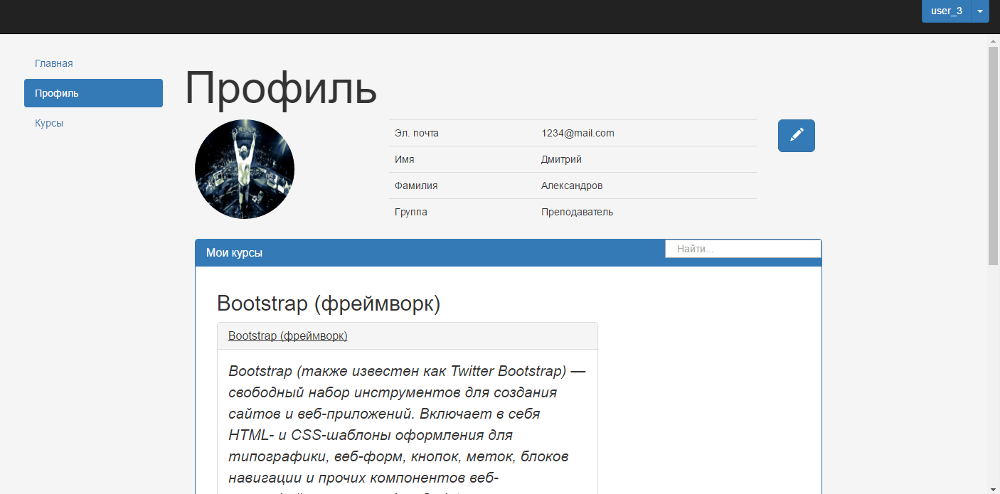 user_3
Главная
Профиль
Курсы
Профиль
Эл. почта 1234@mail.com
Имя Дмитрий
Фамилия Александров
Группа Преподаватель
Мои курсы Найти...
Bootstrap (фреймворк)
Bootstrap (фреймворк)
Bootstrap (также известен как Twitter Bootstrap) —
свободный набор инструментов для создания
сайтов и веб-приложений. Включает в себя
HTML- и CSS-шаблоны оформления для
типографики, веб-форм, кнопок, меток, блоков
навигации и прочих компонентов веб-